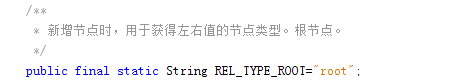 /**
* 新增节点时，用于获得左右值的节点类型。根节点。
*/
public final static String REL_TYPE_ROOT="root";